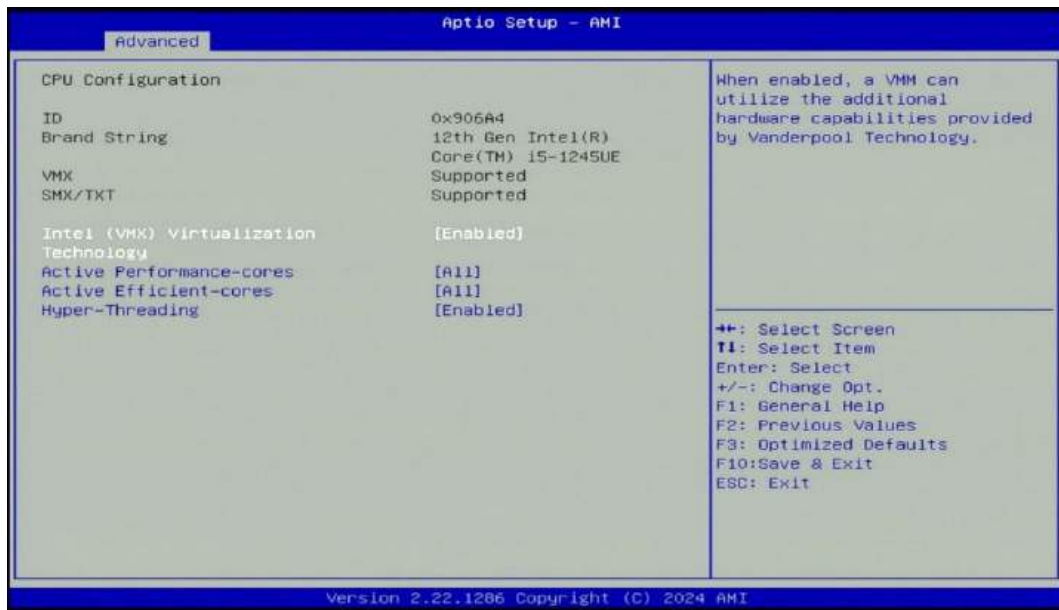 Aptio Setup - AMI
Advanced
CPU Configuration
ID 0x906A4
Brand String 12th Gen Intel(R)
Core(TM) i5-1245UE
VMX Supported
SMX/TXT Supported
Intel (VMX) Virtualization [Enabled]
Technology
Active Performance-cores [All]
Active Efficient-cores [All]
Hyper-Threading [Enabled]
When enabled, a VMM can
utilize the additional
hardware capabilities provided
by Vanderpool Technology.
→←: Select Screen
↑↓: Select Item
Enter: Select
+/-: Change Opt.
F1: General Help
F2: Previous Values
F3: Optimized Defaults
F10:Save & Exit
ESC: Exit
Version 2.22.1286 Copyright (C) 2024 AMI